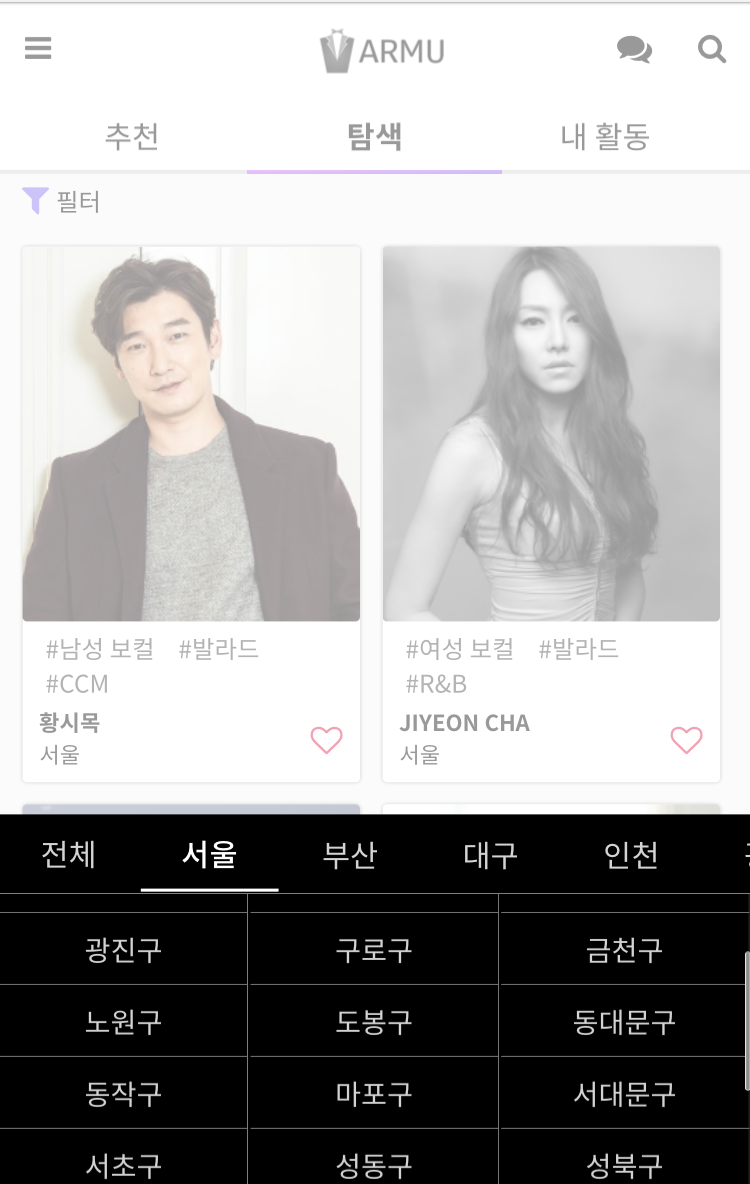 ARMU
추천 탐색 내 활동
필터
#남성 보컬 #발라드
#CCM
황시목
서울
#여성 보컬 #발라드
#R&B
JIYEON CHA
서울
전체 서울 부산 대구 인천
광진구 구로구 금천구
노원구 도봉구 동대문구
동작구 마포구 서대문구
서초구 성동구 성북구